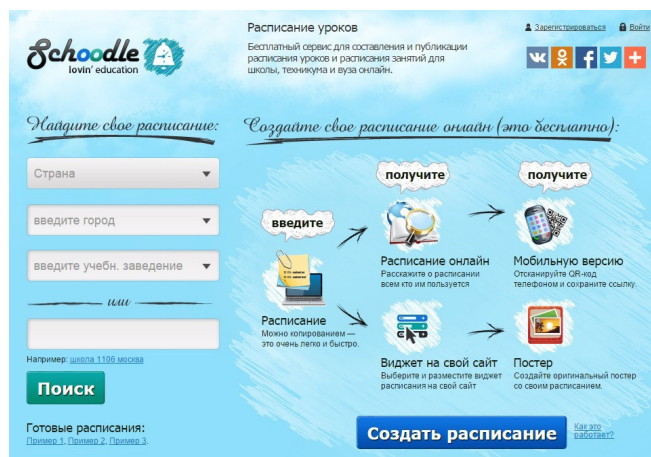 Schoodle
lovin' education
Расписание уроков
Бесплатный сервис для составления и публикации
расписания уроков и расписания занятий для
школы, техникума и вуза онлайн.
Зарегистрироваться
Войти
Найдите свое расписание:
Страна
введите город
введите учебн. заведение
или
Например: школа 1106 москва
Поиск
Готовые расписания:
Пример 1, Пример 2, Пример 3.
Создайте свое расписание онлайн (это бесплатно):
введите
Расписание
Можно копированием —
это очень легко и быстро.
получите
Расписание онлайн
Расскажите о расписании
всем кто им пользуется
получите
Мобильную версию
Отсканируйте QR-код
телефоном и сохраните ссылку.
Виджет на свой сайт
Выберите и разместите виджет
расписания на свой сайт
Постер
Создайте оригинальный постер
со своим расписанием.
Создать расписание
Как это
работает?